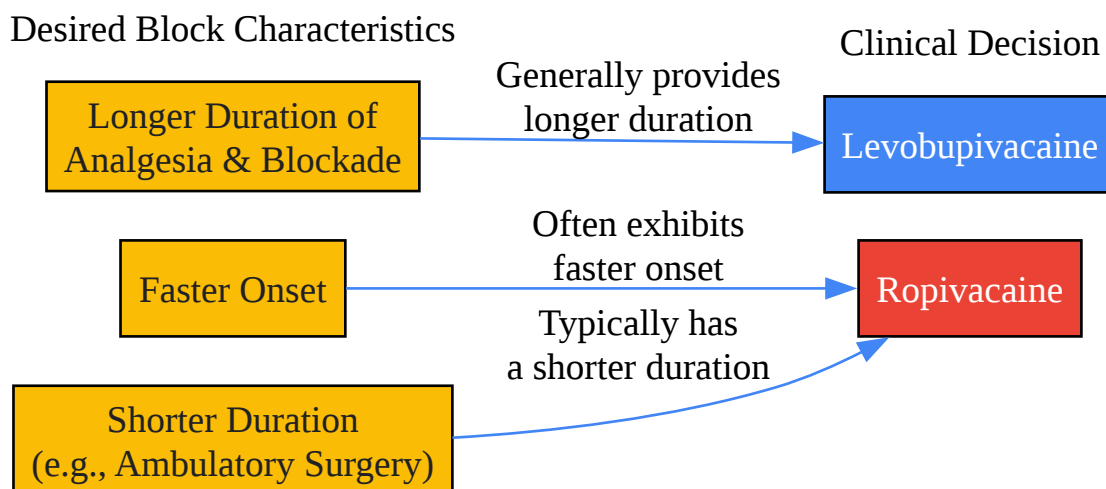 Desired Block Characteristics
Clinical Decision
Longer Duration of
Analgesia & Blockade
Generally provides
longer duration
Levobupivacaine
Faster Onset
Often exhibits
faster onset
Ropivacaine
Shorter Duration
(e.g., Ambulatory Surgery)
Typically has
a shorter duration